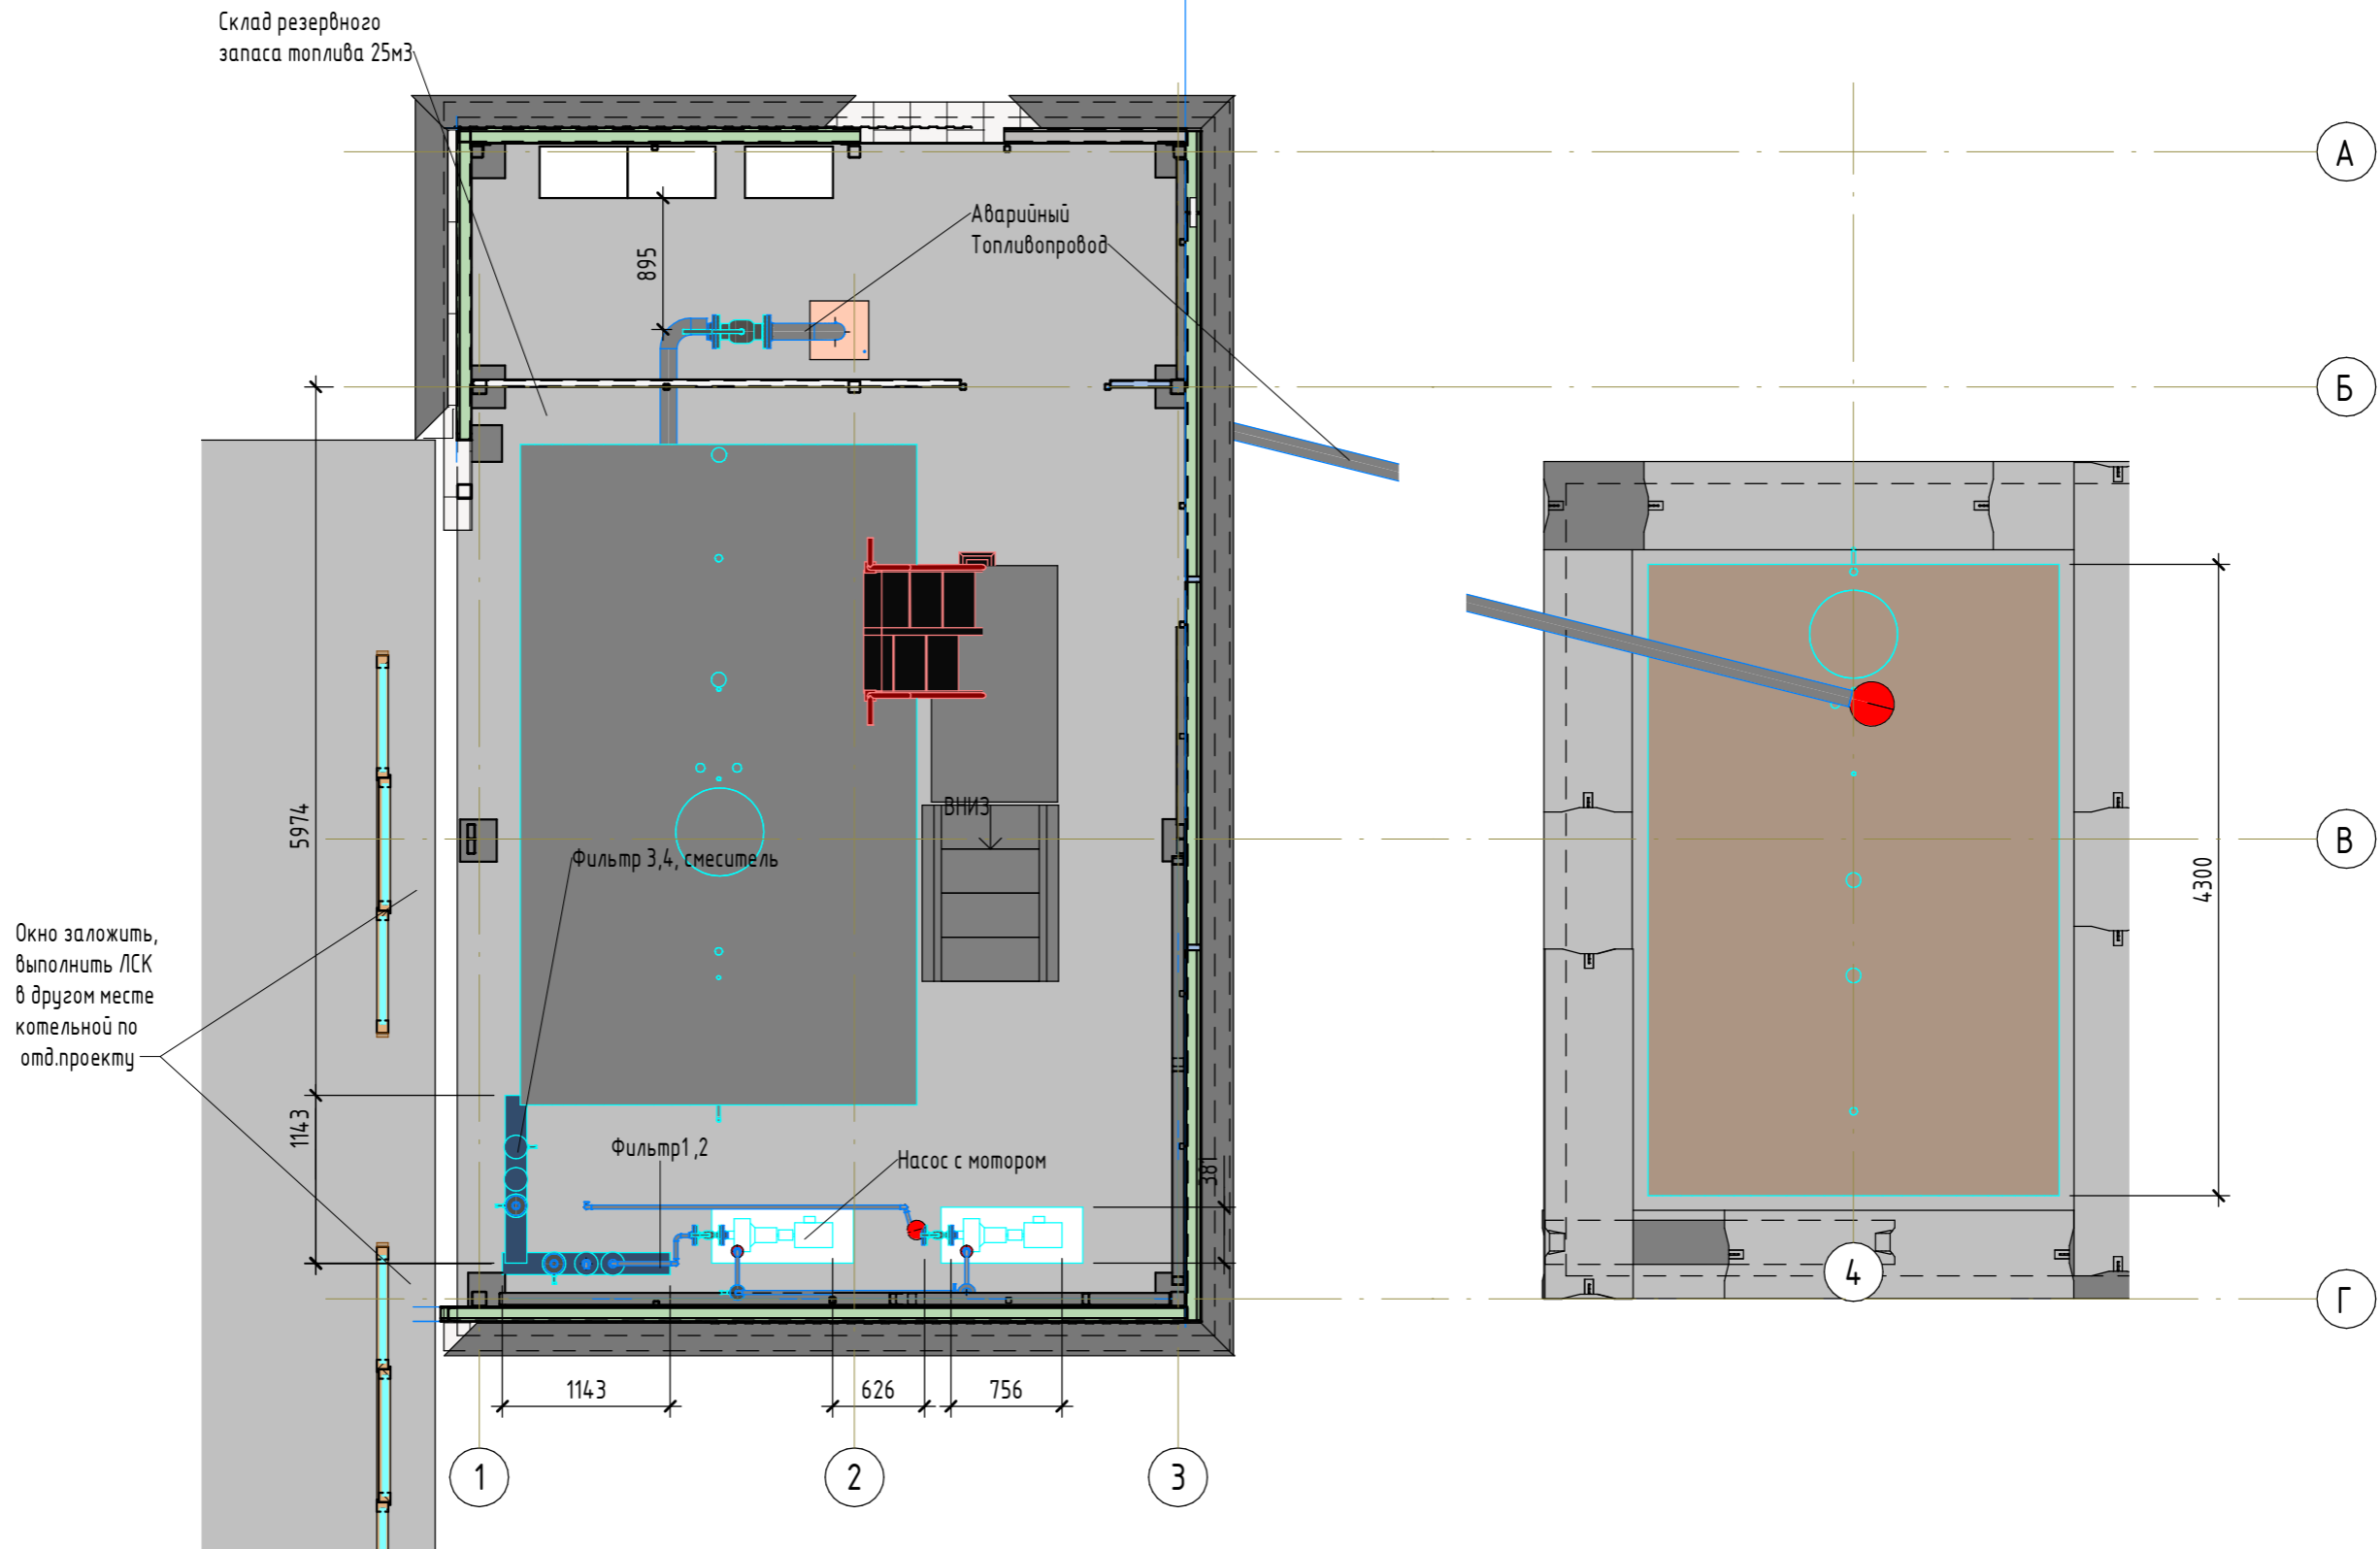 Склад резервного
запаса топлива 25м3
А
Аварийный
Топливопровод
895
Б
5974
ВНИЗ
В
Фильтр 3,4, смеситель
4300
Окно заложить,
выполнить ЛСК
в другом месте
котельной по
отд.проекту
1143
Фильтр1 ,2
Насос с мотором
381
4
Г
1143
626
756
1
2
3